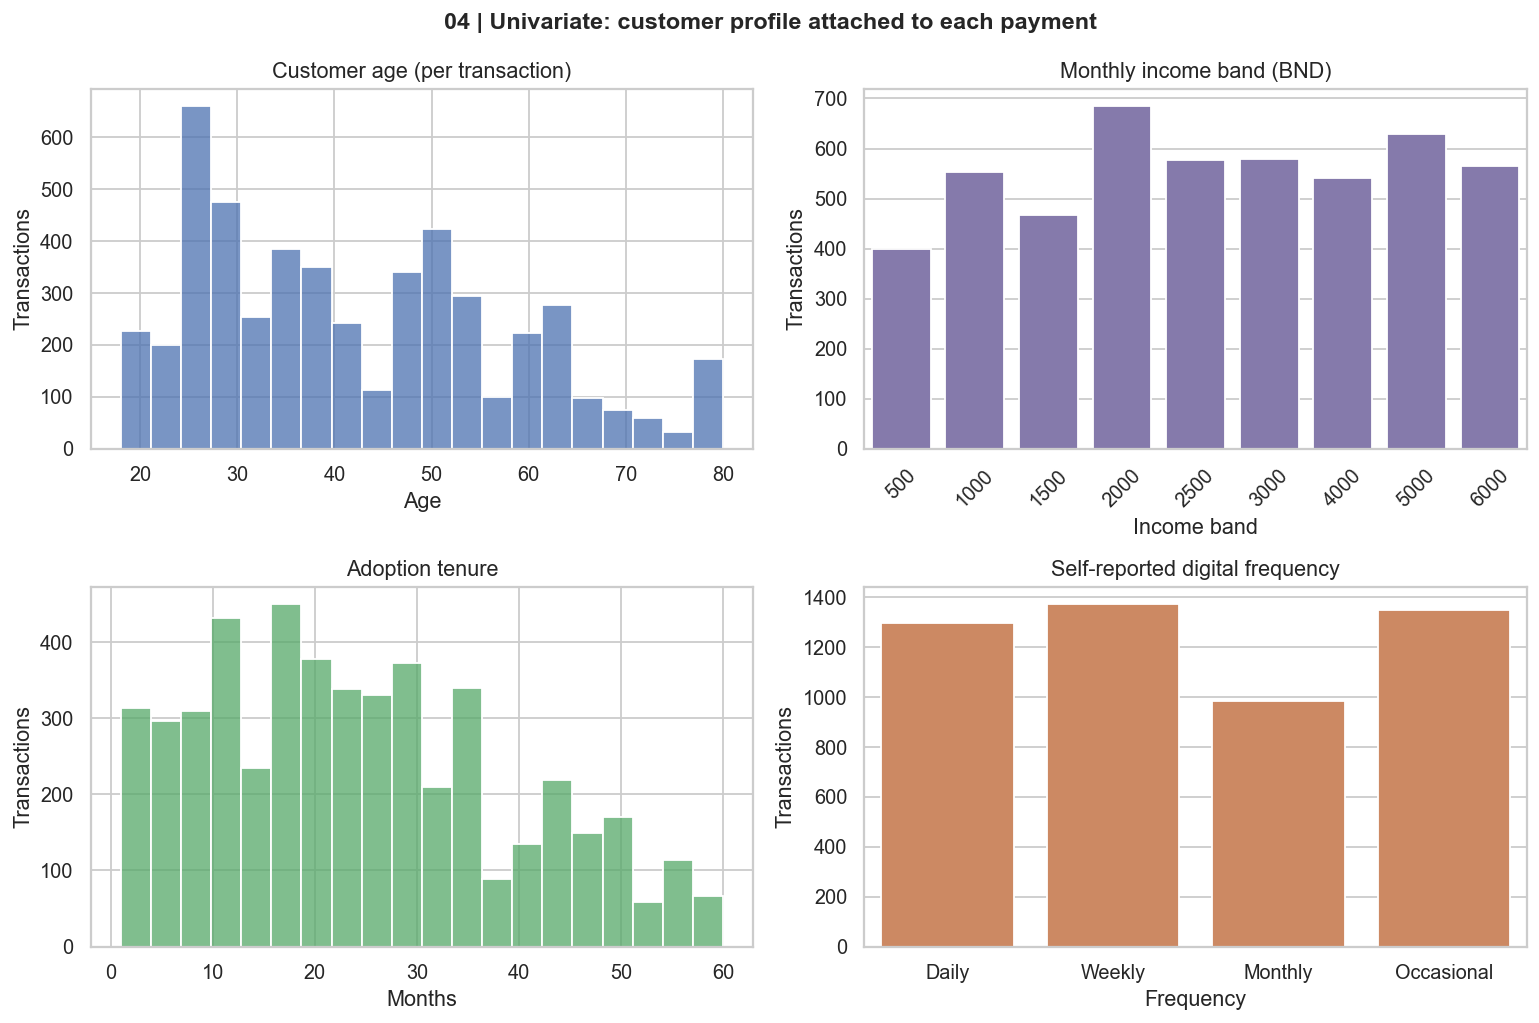 04 | Univariate: customer profile attached to each payment
Customer age (per transaction)
Transactions
600
500
400
300
200
100
0
20 30 40 50 60 70 80
Age
Monthly income band (BND)
Transactions
700
600
500
400
300
200
100
0
500 1000 1500 2000 2500 3000 4000 5000 6000
Income band
Adoption tenure
Transactions
400
300
200
100
0
0 10 20 30 40 50 60
Months
Self-reported digital frequency
Transactions
1400
1200
1000
800
600
400
200
0
Daily Weekly Monthly Occasional
Frequency